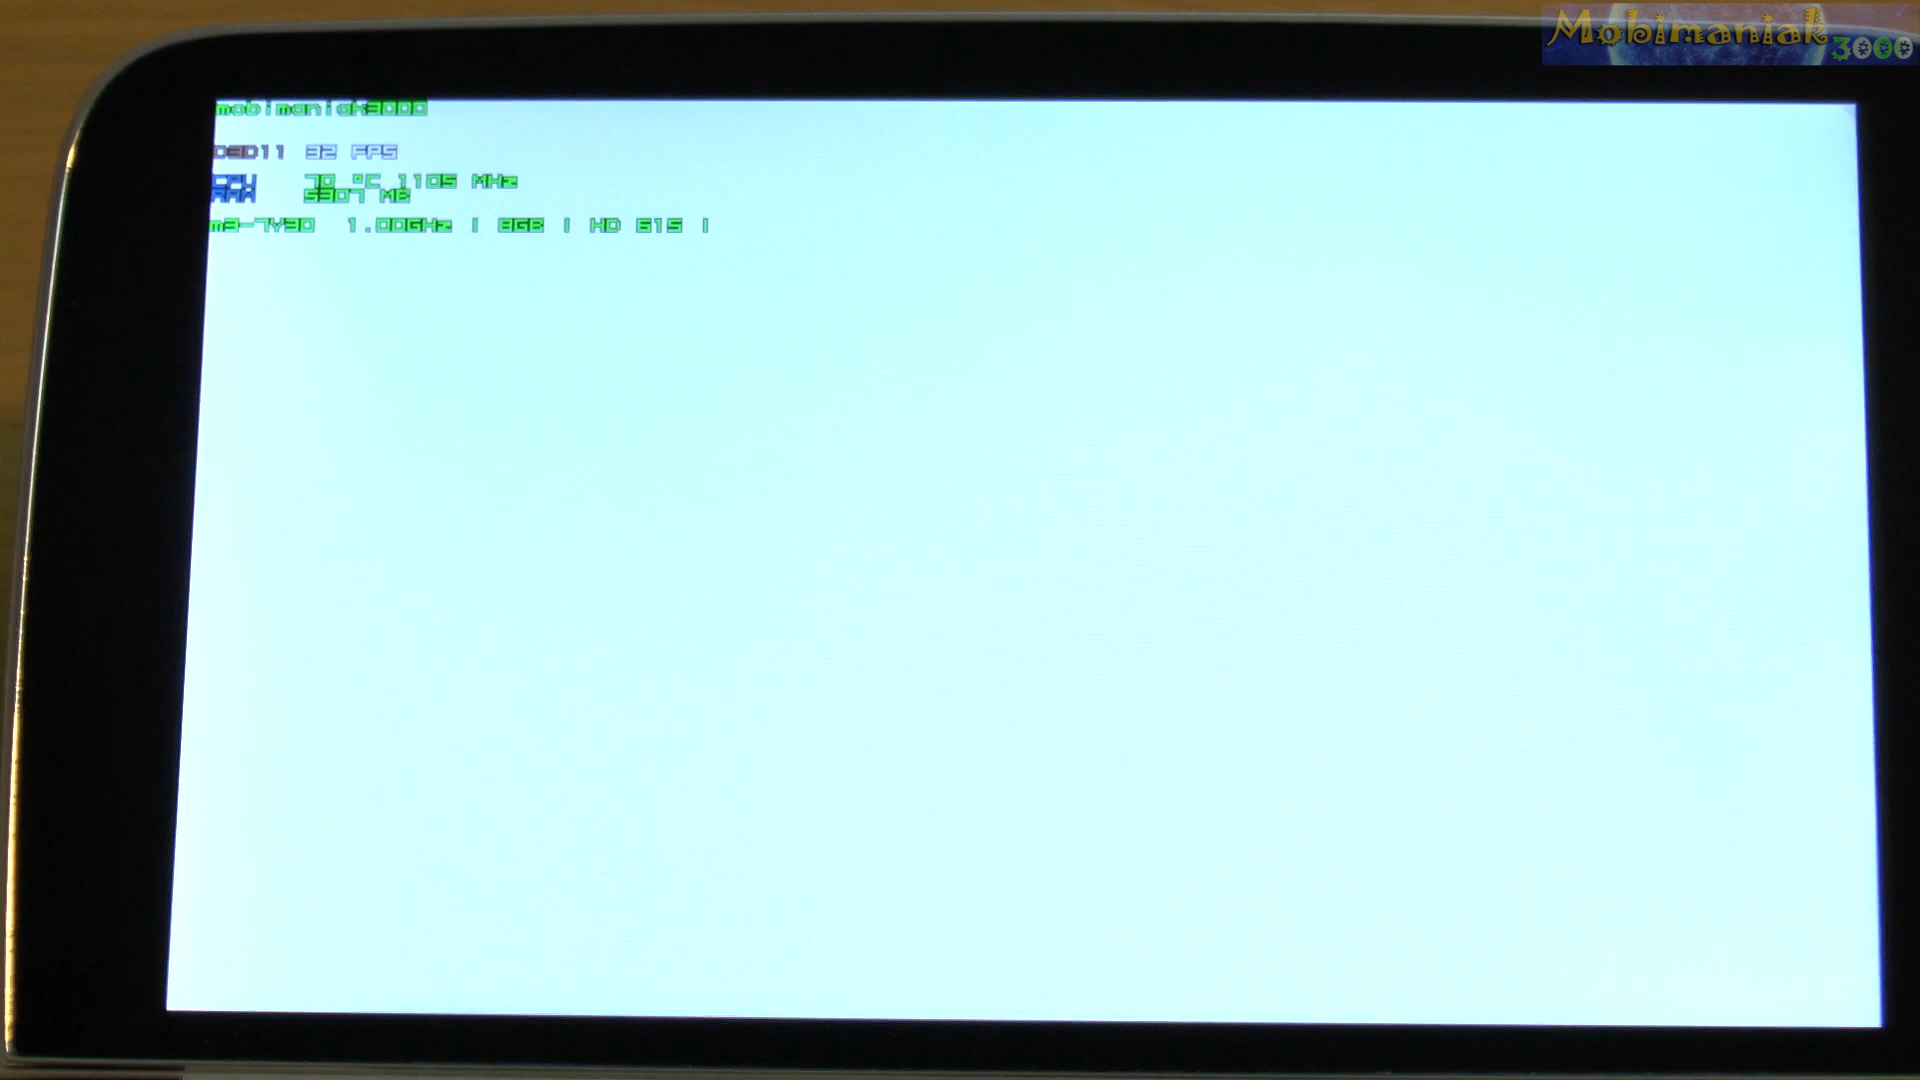 Mobimaniak
3000
mobimaniak3000
D3D11 32 FPS
CPU 70 °C 1105 MHz
RAM 5307 MB
m3-7Y30 1.00GHz | 8GB | HD 615 |